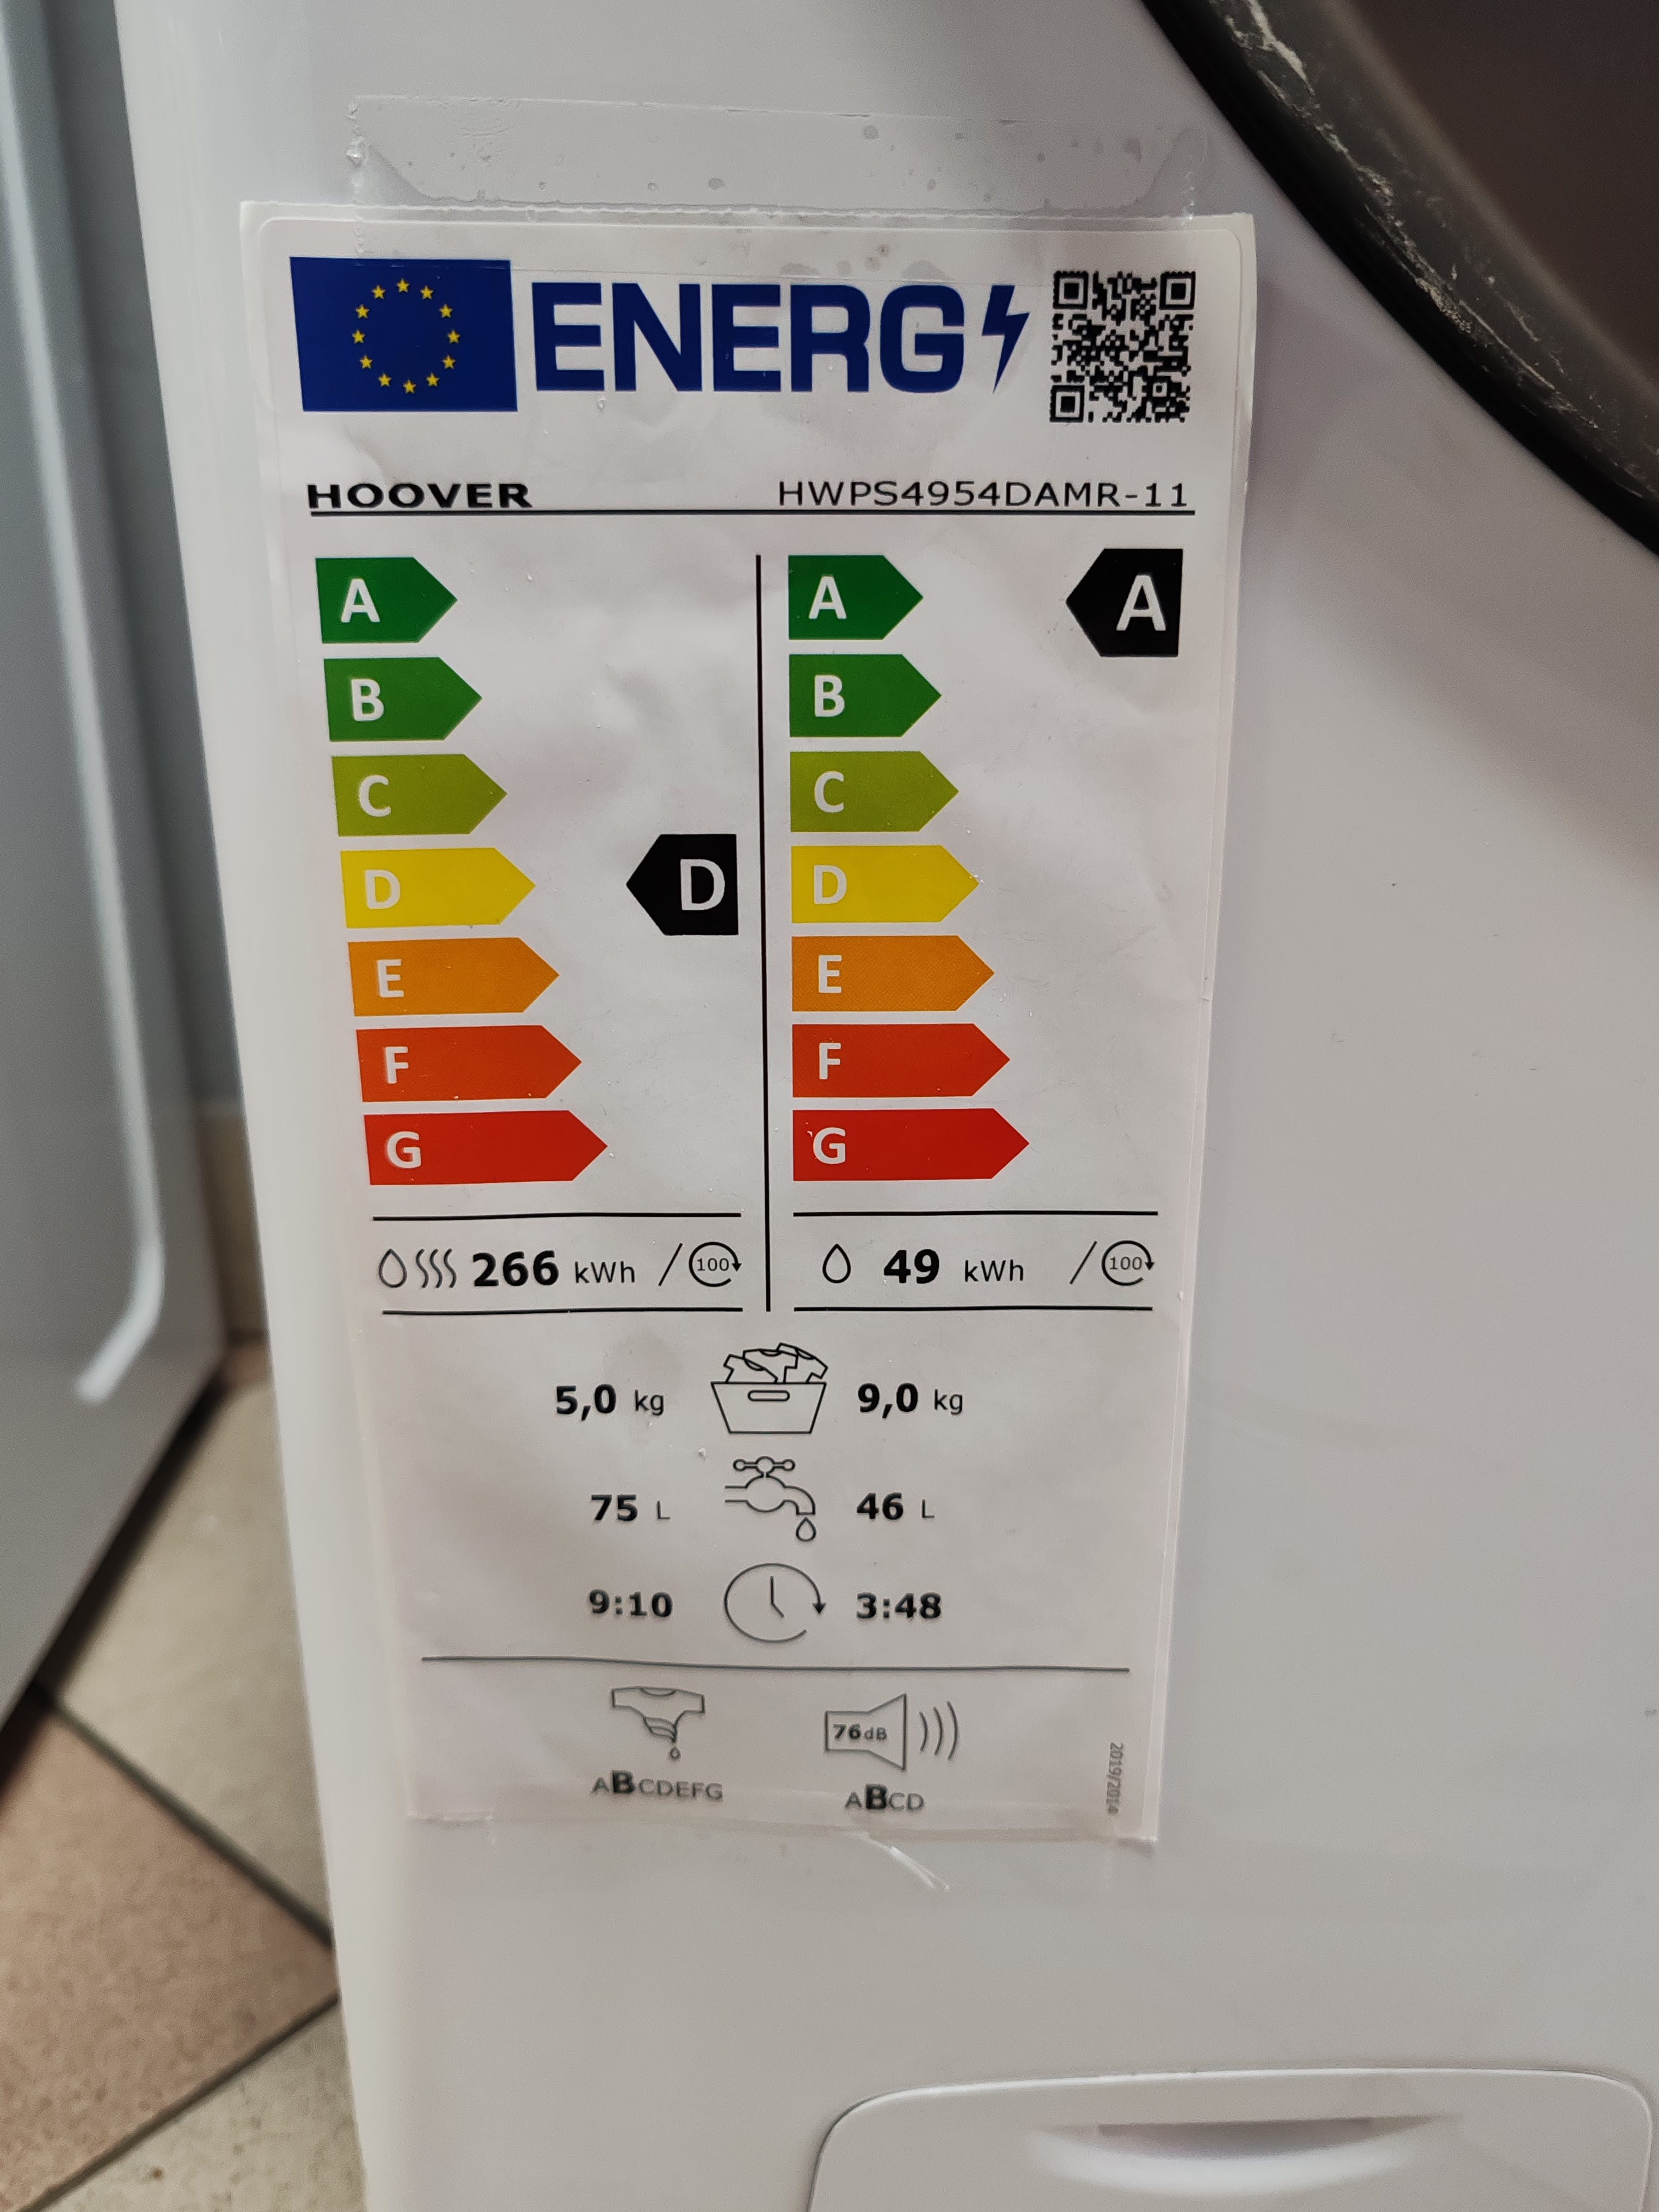 ENERG
HOOVER HWPS4954DAMR-11
A A A
B B
C C
D D D
E E
F F
G G
266 kWh / 100 49 kWh / 100
5,0 kg 9,0 kg
75 L 46 L
9:10 3:48
76dB
ABCDEFG ABCD
2019/2014